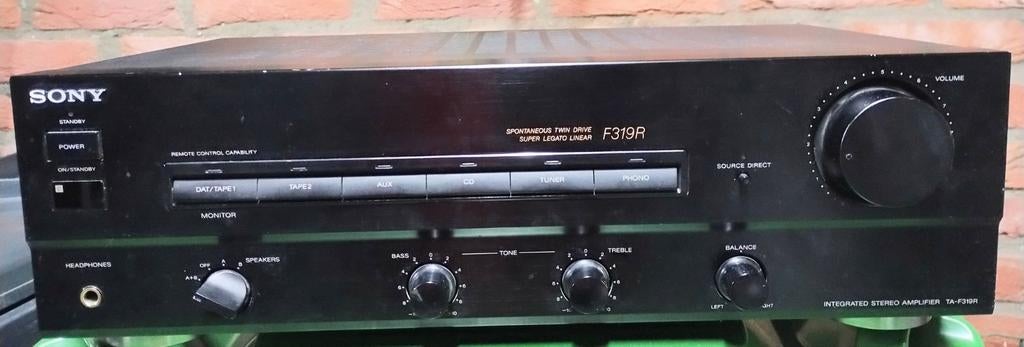 SONY
STANDBY
POWER
ON/STANDBY
REMOTE CONTROL CAPABILITY
DAT/TAPE1
TAPE2
AUX
CD
TUNER
PHONO
MONITOR
SPONTANEOUS TWIN DRIVE
SUPER LEGATO LINEAR
F319R
SOURCE DIRECT
VOLUME
HEADPHONES
SPEAKERS
OFF
A
B
A+B
BASS
TONE
TREBLE
BALANCE
LEFT
INTEGRATED STEREO AMPLIFIER TA-F319R